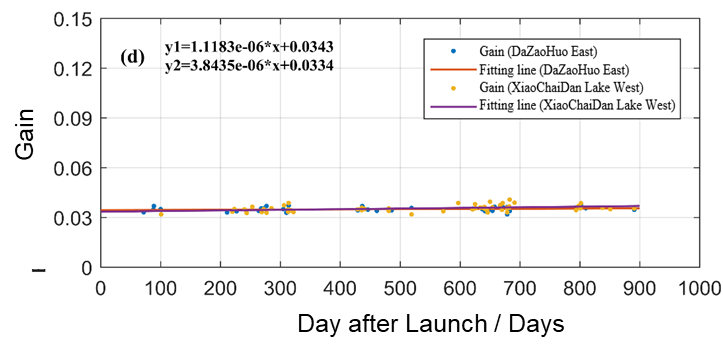 0.15
0.12
0.09
0.06
0.03
0
Gain
(d)
y1=1.1183e-06*x+0.0343
y2=3.8435e-06*x+0.0334
Gain (DaZaoHuo East)
Fitting line (DaZaoHuo East)
Gain (XiaoChaiDan Lake West)
Fitting line (XiaoChaiDan Lake West)
0 100 200 300 400 500 600 700 800 900 1000
Day after Launch / Days